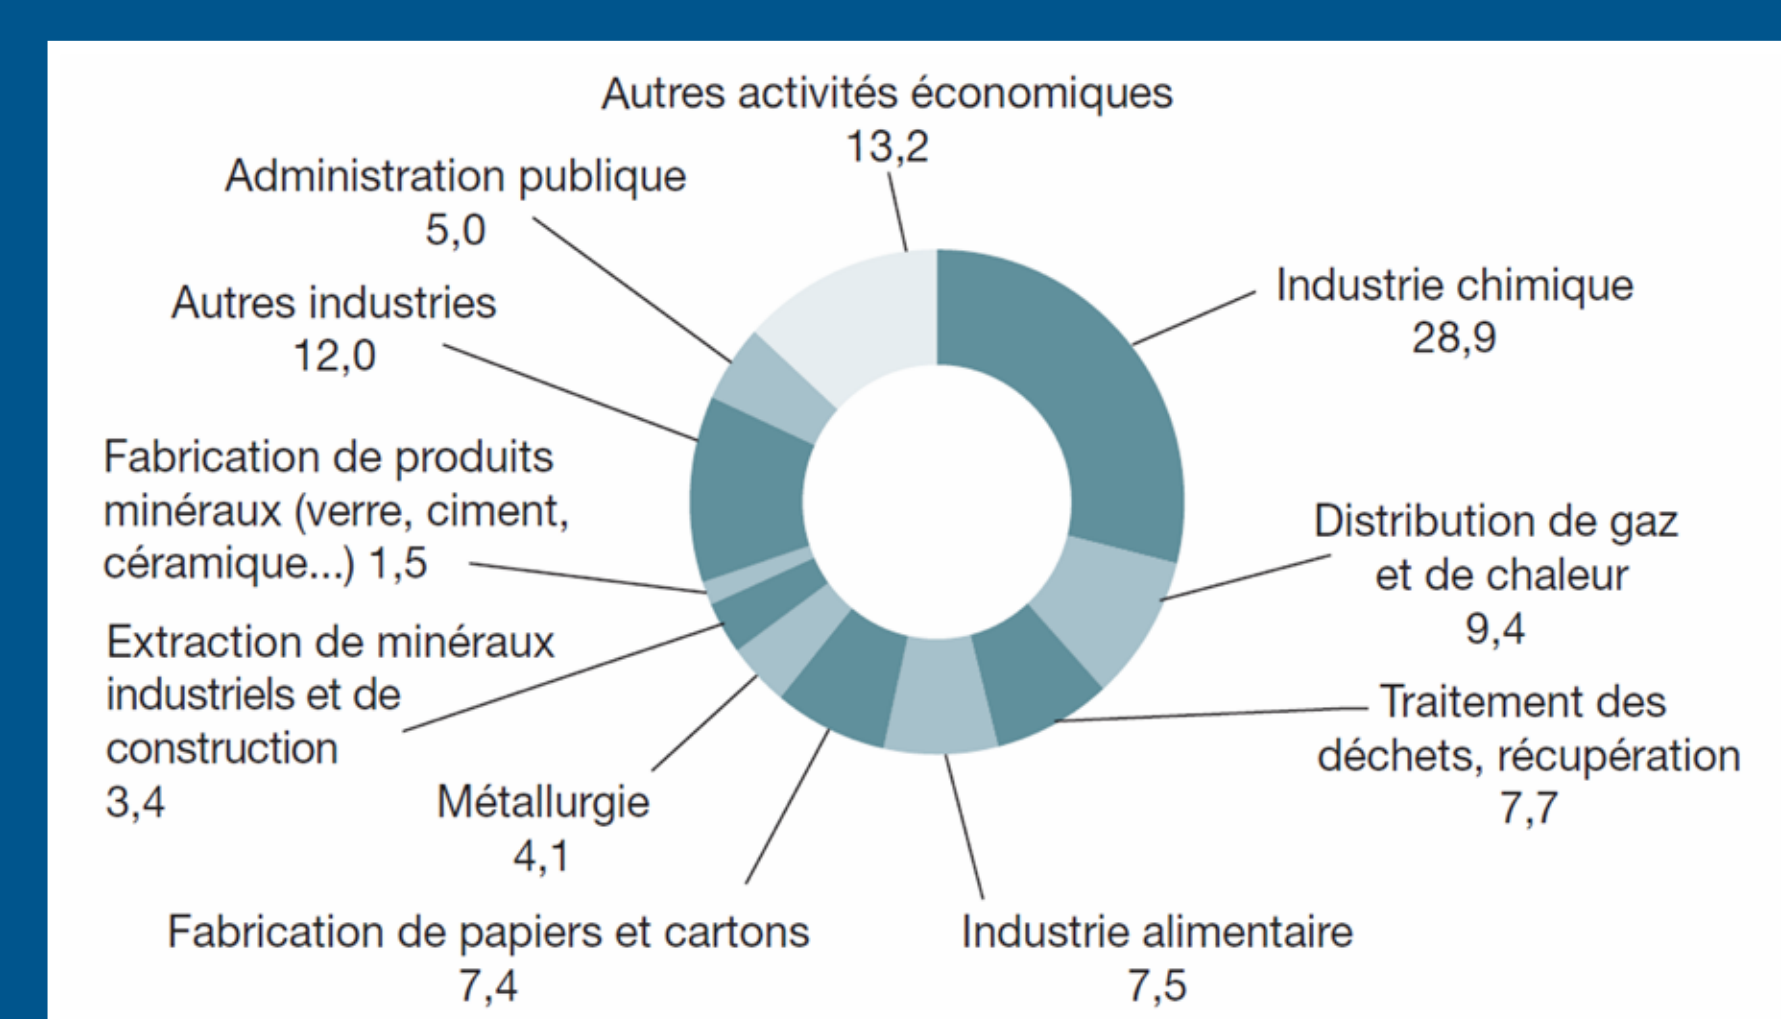 Autres activités économiques
13,2
Administration publique
5,0
Autres industries
12,0
Industrie chimique
28,9
Fabrication de produits
minéraux (verre, ciment,
céramique...) 1,5
Distribution de gaz
et de chaleur
9,4
Extraction de minéraux
industriels et de
construction
3,4
Traitement des
déchets, récupération
7,7
Métallurgie
4,1
Fabrication de papiers et cartons
7,4
Industrie alimentaire
7,5